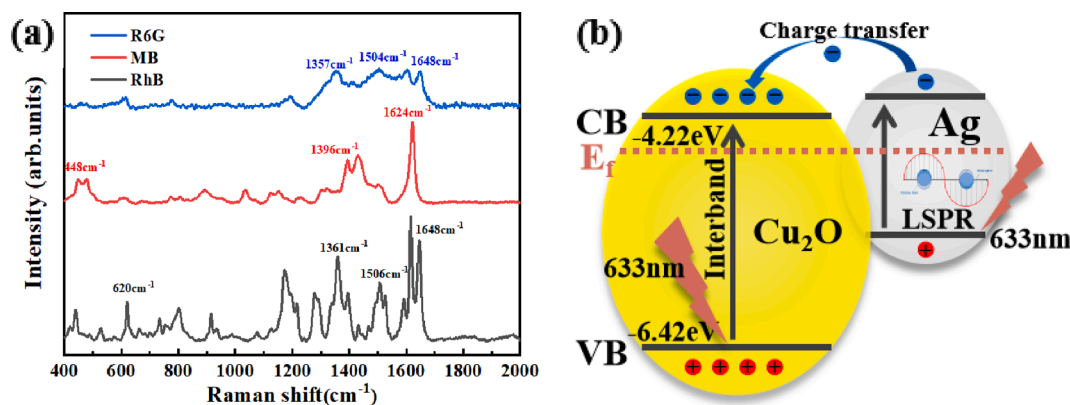 (a)
R6G
MB
RhB
1357cm⁻¹
1504cm⁻¹
1648cm⁻¹
1624cm⁻¹
448cm⁻¹
1396cm⁻¹
1648cm⁻¹
1361cm⁻¹
1506cm⁻¹
620cm⁻¹
Intensity (arb.units)
400 600 800 1000 1200 1400 1600 1800 2000
Raman shift(cm⁻¹)
(b)
Charge transfer
CB
-4.22eV
Ef
Ag
Interband
Cu₂O
LSPR
633nm
633nm
-6.42eV
VB